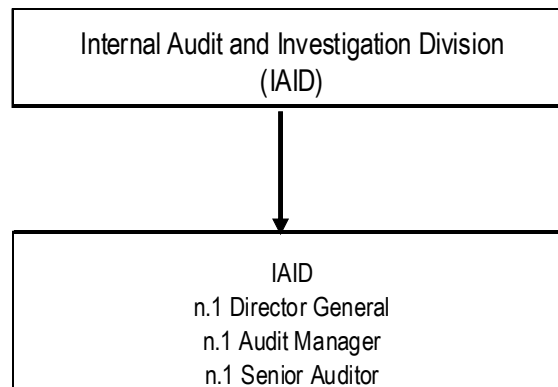 Internal Audit and Investigation Division
(IAID)
IAID
n.1 Director General
n.1 Audit Manager
n.1 Senior Auditor